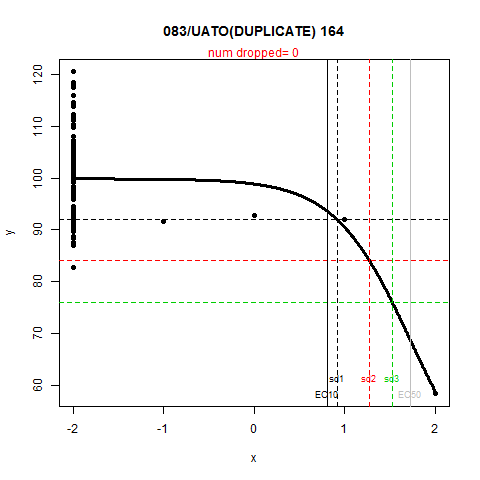 083/UATO(DUPLICATE) 164
num dropped= 0
120
110
100
90
80
70
60
y
sd1
sd2
sd3
EC10
EC50
-2
-1
0
1
2
x